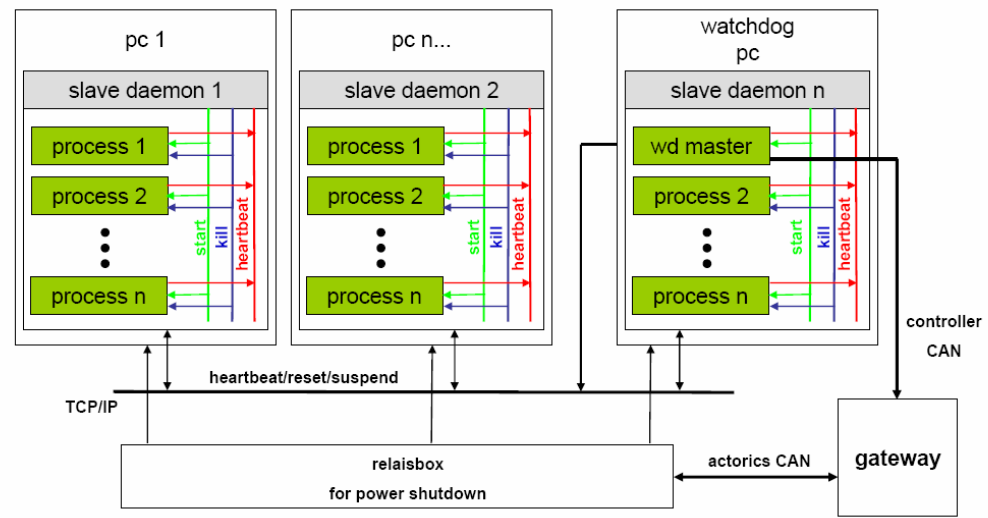 pc 1
slave daemon 1
process 1
process 2
process n
start
kill
heartbeat
pc n...
slave daemon 2
process 1
process 2
process n
start
kill
heartbeat
watchdog
pc
slave daemon n
wd master
process 2
process n
start
kill
heartbeat
controller
CAN
heartbeat/reset/suspend
TCP/IP
relaisbox
for power shutdown
actorics CAN
gateway